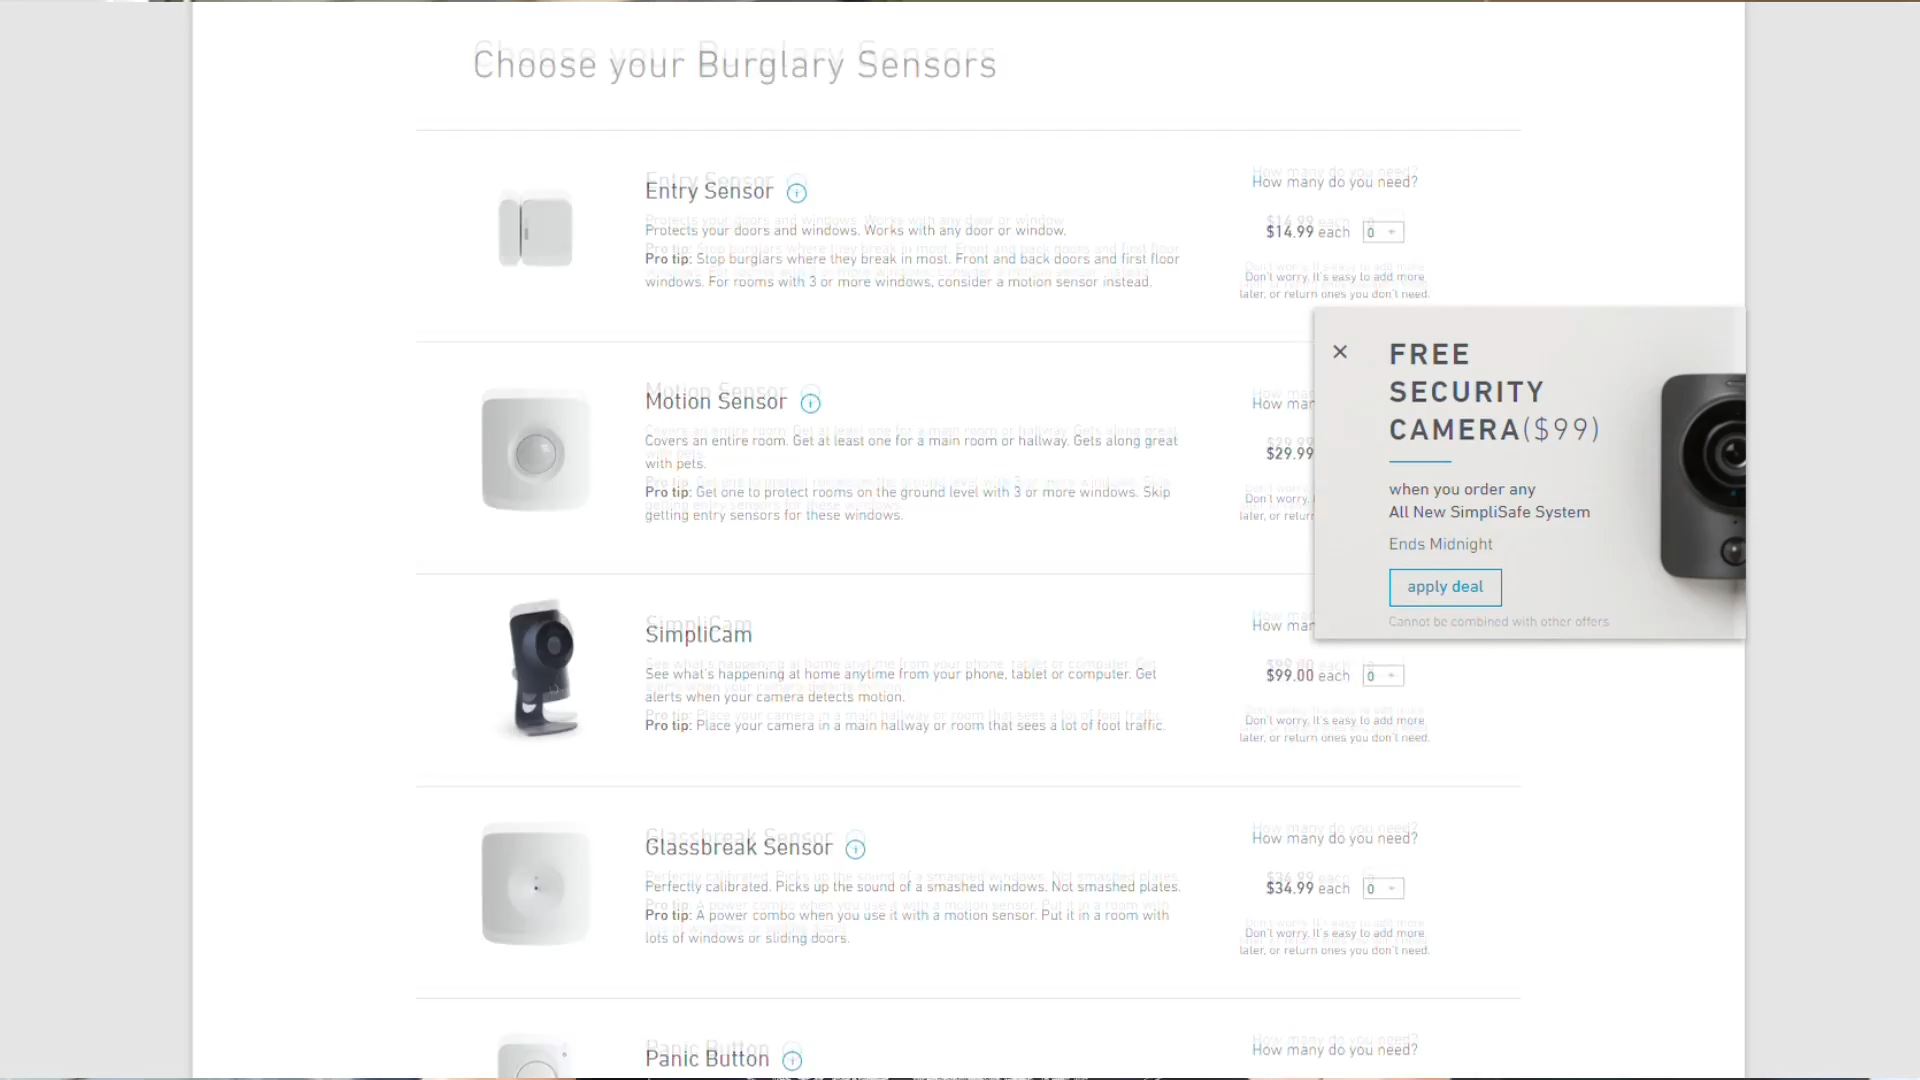 Choose your Burglary Sensors
Entry Sensor
Protects your doors and windows. Works with any door or window.
Pro tip: Stop burglars where they break in most. Front and back doors and first floor
windows. For rooms with 3 or more windows, consider a motion sensor instead.
How many do you need?
$14.99 each 0
Don't worry. It's easy to add more
later, or return ones you don't need.
Motion Sensor
Covers an entire room. Get at least one for a main room or hallway. Gets along great
with pets.
Pro tip: Get one to protect rooms on the ground level with 3 or more windows. Skip
getting entry sensors for these windows.
How
$29.99
Don't worry.
later, or
FREE
SECURITY
CAMERA($99)
when you order any
All New SimpliSafe System
Ends Midnight
apply deal
Cannot be combined with other offers
SimpliCam
See what's happening at home anytime from your phone, tablet or computer. Get
alerts when your camera detects motion.
Pro tip: Place your camera in a main hallway or room that sees a lot of foot traffic.
How
$99.00 each 0
Don't worry. It's easy to add more
later, or return ones you don't need.
Glassbreak Sensor
Perfectly calibrated. Picks up the sound of a smashed windows. Not smashed plates.
Pro tip: A power combo when you use it with a motion sensor. Put it in a room with
lots of windows or sliding doors.
How many do you need?
$34.99 each 0
Don't worry. It's easy to add more
later, or return ones you don't need.
Panic Button
How many do you need?